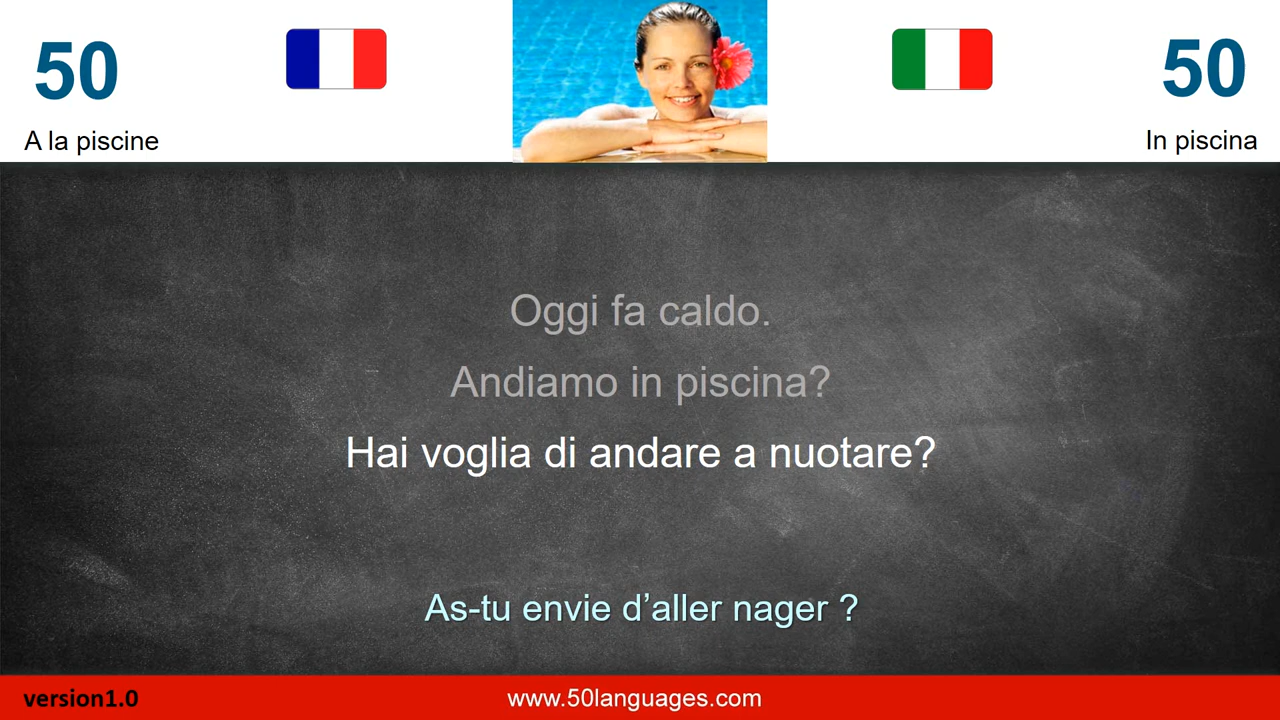 50
50
A la piscine
In piscina
Oggi fa caldo.
Andiamo in piscina?
Hai voglia di andare a nuotare?
As-tu envie d’aller nager ?
version1.0
www.50languages.com